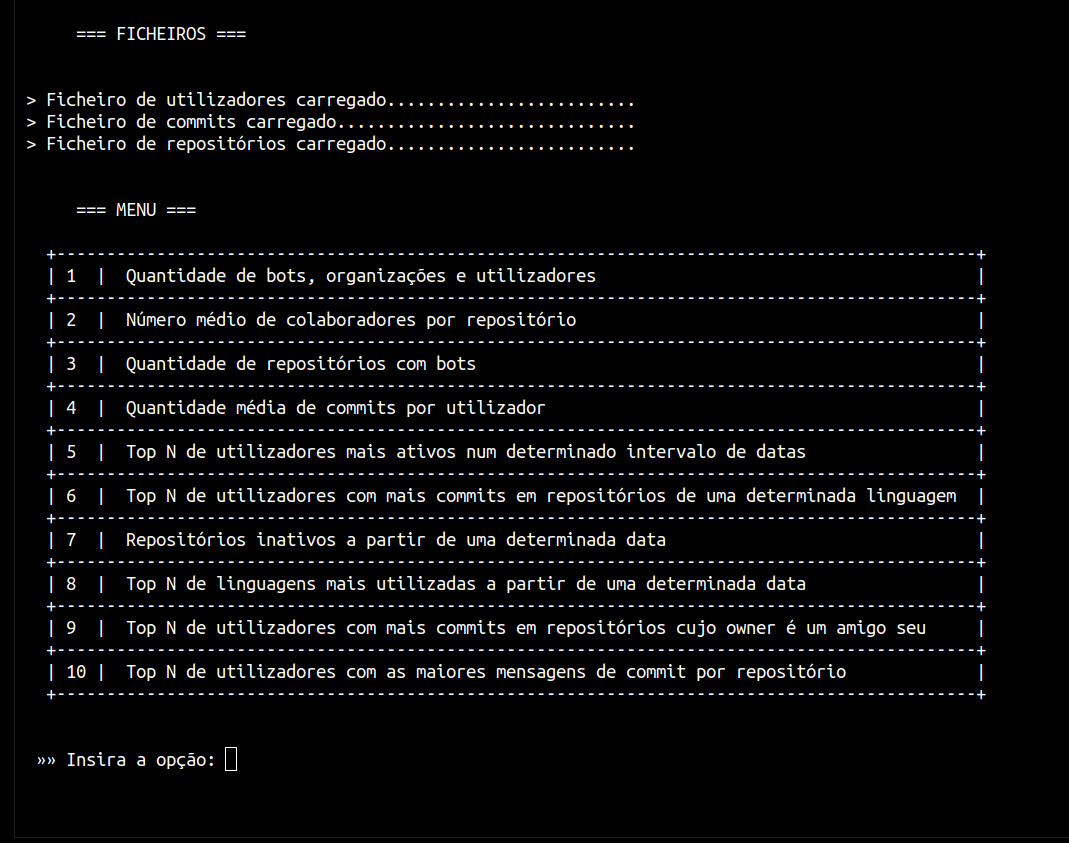 === FICHEIROS ===
> Ficheiro de utilizadores carregado.........................
> Ficheiro de commits carregado..............................
> Ficheiro de repositórios carregado.........................
=== MENU ===
+--------------------------------------------------------------------------------------------+
| 1  |  Quantidade de bots, organizações e utilizadores                                      |
+--------------------------------------------------------------------------------------------+
| 2  |  Número médio de colaboradores por repositório                                        |
+--------------------------------------------------------------------------------------------+
| 3  |  Quantidade de repositórios com bots                                                  |
+--------------------------------------------------------------------------------------------+
| 4  |  Quantidade média de commits por utilizador                                           |
+--------------------------------------------------------------------------------------------+
| 5  |  Top N de utilizadores mais ativos num determinado intervalo de datas                 |
+--------------------------------------------------------------------------------------------+
| 6  |  Top N de utilizadores com mais commits em repositórios de uma determinada linguagem  |
+--------------------------------------------------------------------------------------------+
| 7  |  Repositórios inativos a partir de uma determinada data                               |
+--------------------------------------------------------------------------------------------+
| 8  |  Top N de linguagens mais utilizadas a partir de uma determinada data                 |
+--------------------------------------------------------------------------------------------+
| 9  |  Top N de utilizadores com mais commits em repositórios cujo owner é um amigo seu     |
+--------------------------------------------------------------------------------------------+
| 10 |  Top N de utilizadores com as maiores mensagens de commit por repositório             |
+--------------------------------------------------------------------------------------------+
»» Insira a opção: